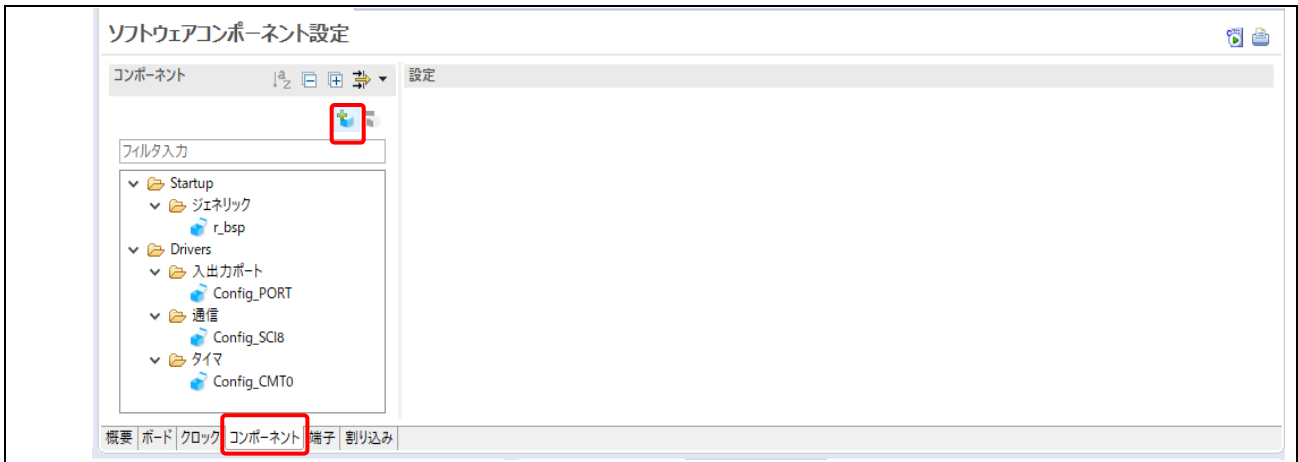 ソフトウェアコンポーネント設定
コンポーネント
設定
フィルタ入力
Startup
ジェネリック
r_bsp
Drivers
入出力ポート
Config_PORT
通信
Config_SCI8
タイマ
Config_CMT0
概要 ボード クロック コンポーネント 端子 割り込み